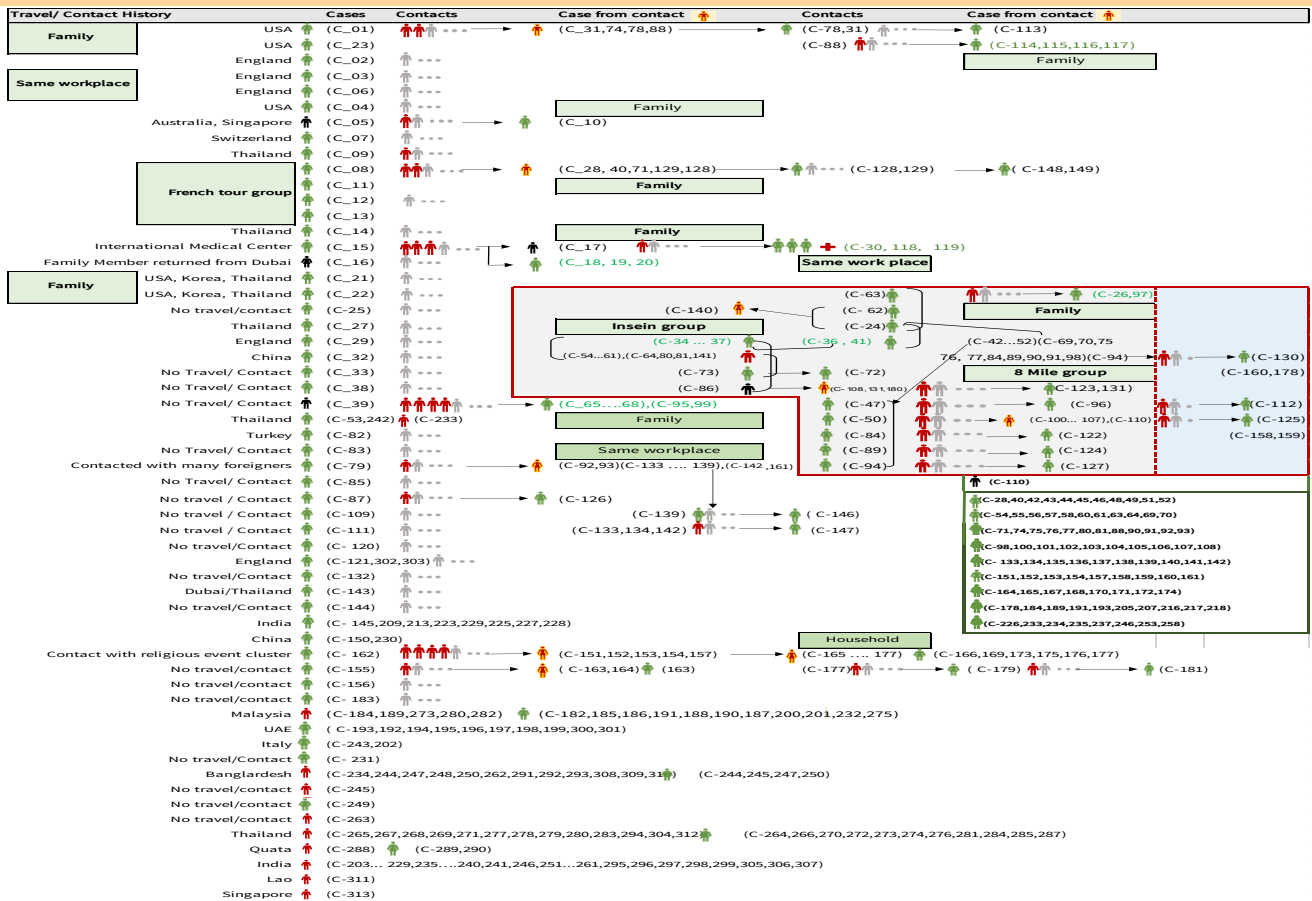 Travel/ Contact History Cases Contacts Case from contact Contacts Case from contact
Family USA (C_01) (C_31,74,78,88) (C-78,31) (C-113)
USA (C_23) (C-88) (C-114,115,116,117)
England (C_02) Family
Same workplace England (C_03)
England (C_06)
USA (C_04) Family
Australia, Singapore (C_05) (C_10)
Switzerland (C_07)
Thailand (C_09)
(C_08) (C_28, 40,71,129,128) (C-128,129) ( C-148,149)
French tour group (C_11) Family
(C_12)
(C_13)
Thailand (C_14) Family
International Medical Center (C_15) (C_17) (C-30, 118, 119)
Family Member returned from Dubai (C_16) (C_18, 19, 20) Same work place
Family USA, Korea, Thailand (C_21)
USA, Korea, Thailand (C_22) (C-63) (C-26,97)
No travel/contact (C-25) (C-140) (C- 62) Family
Thailand (C_27) Insein group (C-24)
England (C_29) (C-34 ... 37) (C-36 , 41) (C-42...52)(C-69,70,75
China (C_32) (C-54...61),(C-64,80,81,141) 76, 77,84,89,90,91,98)(C-94) (C-130)
No Travel/ Contact (C_33) (C-73) (C-72) 8 Mile group (C-160,178)
No Travel/ Contact (C_38) (C-86) (C- 108,131,180) (C-123,131)
No Travel/ Contact (C_39) (C_65...68),(C-95,99) (C-47) (C-96) (C-112)
Thailand (C-53,242) (C-233) Family (C-50) (C-100... 107),(C-110) (C-125)
Turkey (C-82) (C-84) (C-122) (C-158,159)
No Travel/ Contact (C-83) Same workplace (C-89) (C-124)
Contacted with many foreigners (C-79) (C-92,93)(C-133 .... 139),(C-142 ,161) (C-94) (C-127)
No Travel/ Contact (C-85) (C-110)
No travel / Contact (C-87) (C-126) (C-28,40,42,43,44,45,46,48,49,51,52)
No travel / Contact (C-109) (C-139) ( C-146) (C-54,55,56,57,58,60,61,63,64,69,70)
No travel / Contact (C-111) (C-133,134,142) (C-147) (C-71,74,75,76,77,80,81,88,90,91,92,93)
No travel/Contact (C- 120) (C-98,100,101,102,103,104,105,106,107,108)
England (C-121,302,303) (C- 133,134,135,136,137,138,139,140,141,142)
No travel/Contact (C-132) (C-151,152,153,154,157,158,159,160,161)
Dubai/Thailand (C-143) (C-164,165,167,168,170,171,172,174)
No travel/Contact (C-144) (C-178,184,189,191,193,205,207,216,217,218)
India (C- 145,209,213,223,229,225,227,228) (C-226,233,234,235,237,246,253,258)
China (C-150,230) Household
Contact with religious event cluster (C- 162) (C-151,152,153,154,157) (C-165 .... 177) (C-166,169,173,175,176,177)
No travel/contact (C-155) (C-163,164) (163) (C-177) ( C-179) (C-181)
No travel/contact (C-156)
No travel/contact (C- 183)
Malaysia (C-184,189,273,280,282) (C-182,185,186,191,188,190,187,200,201,232,275)
UAE ( C-193,192,194,195,196,197,198,199,300,301)
Italy (C-243,202)
No travel/Contact (C- 231)
Banglardesh (C-234,244,247,248,250,262,291,292,293,308,309,310) (C-244,245,247,250)
No travel/contact (C-245)
No travel/contact (C-249)
No travel/contact (C-263)
Thailand (C-265,267,268,269,271,277,278,279,280,283,294,304,312) (C-264,266,270,272,273,274,276,281,284,285,287)
Quata (C-288) (C-289,290)
India (C-203... 229,235....240,241,246,251...261,295,296,297,298,299,305,306,307)
Lao (C-311)
Singapore (C-313)